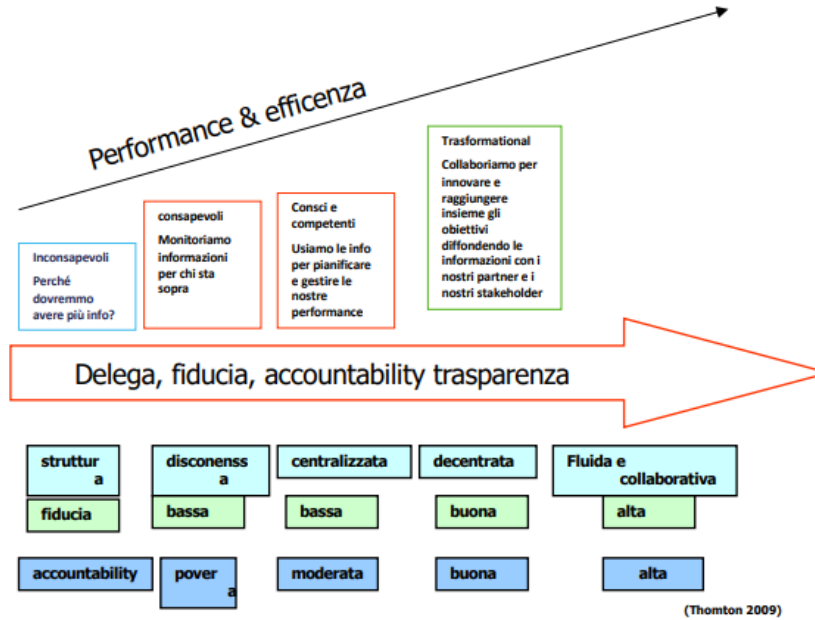 Performance & efficenza
Inconsapevoli
Perché
dovremmo
avere più info?
consapevoli
Monitoriamo
informazioni
per chi sta
sopra
Consci e
competenti
Usiamo le info
per pianificare
e gestire le
nostre
performance
Trasformational
Collaboriamo per
innovare e
raggiungere
insieme gli
obiettivi
diffondendo le
informazioni con i
nostri partner e i
nostri stakeholder
Delega, fiducia, accountability trasparenza
struttur
a
disconenss
a
centralizzata
decentrata
Fluida e
collaborativa
fiducia
bassa
bassa
buona
alta
accountability
pover
a
moderata
buona
alta
(Thomton 2009)